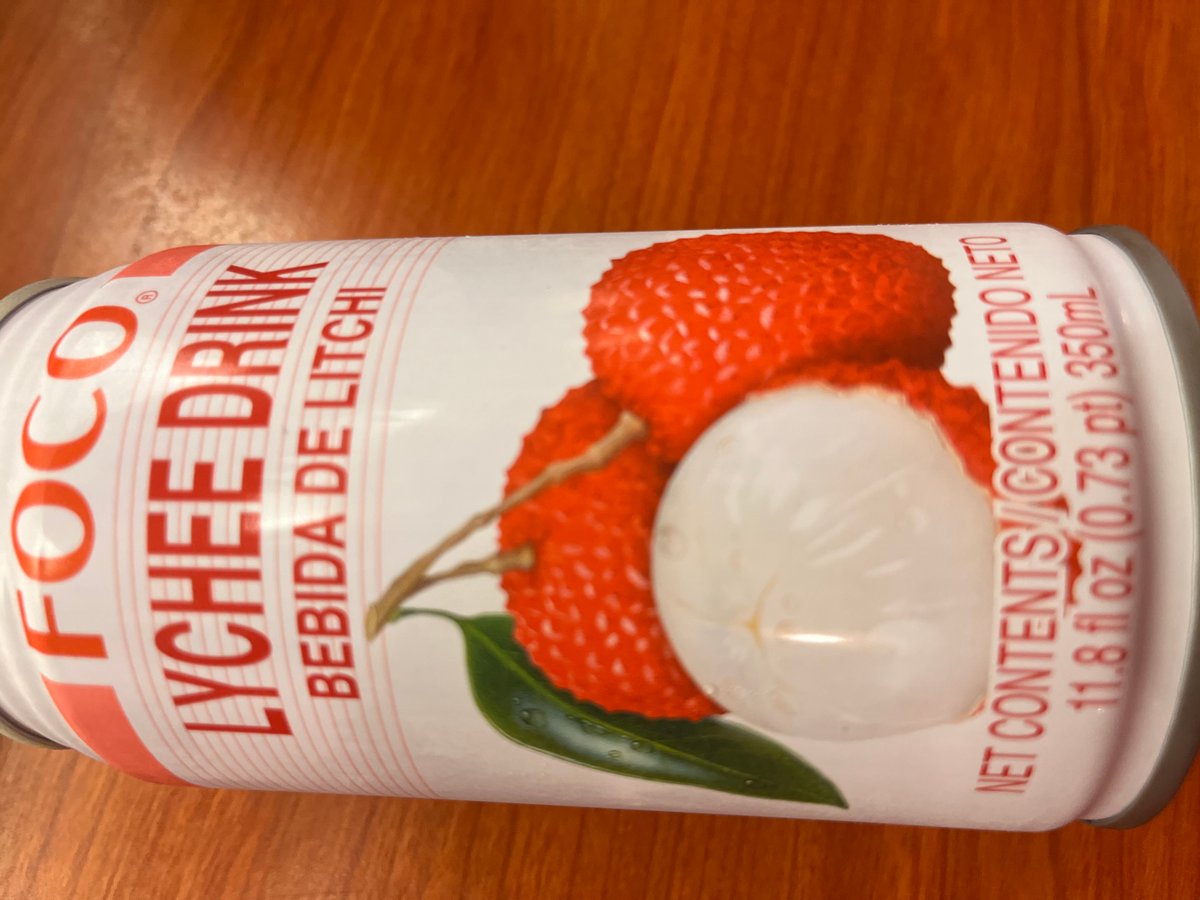 FOCO®
LYCHEE DRINK
BEBIDA DE LITCHI
NET CONTENTS/CONTENIDO NETO
11.8 fl oz (0.73 pt) 350mL